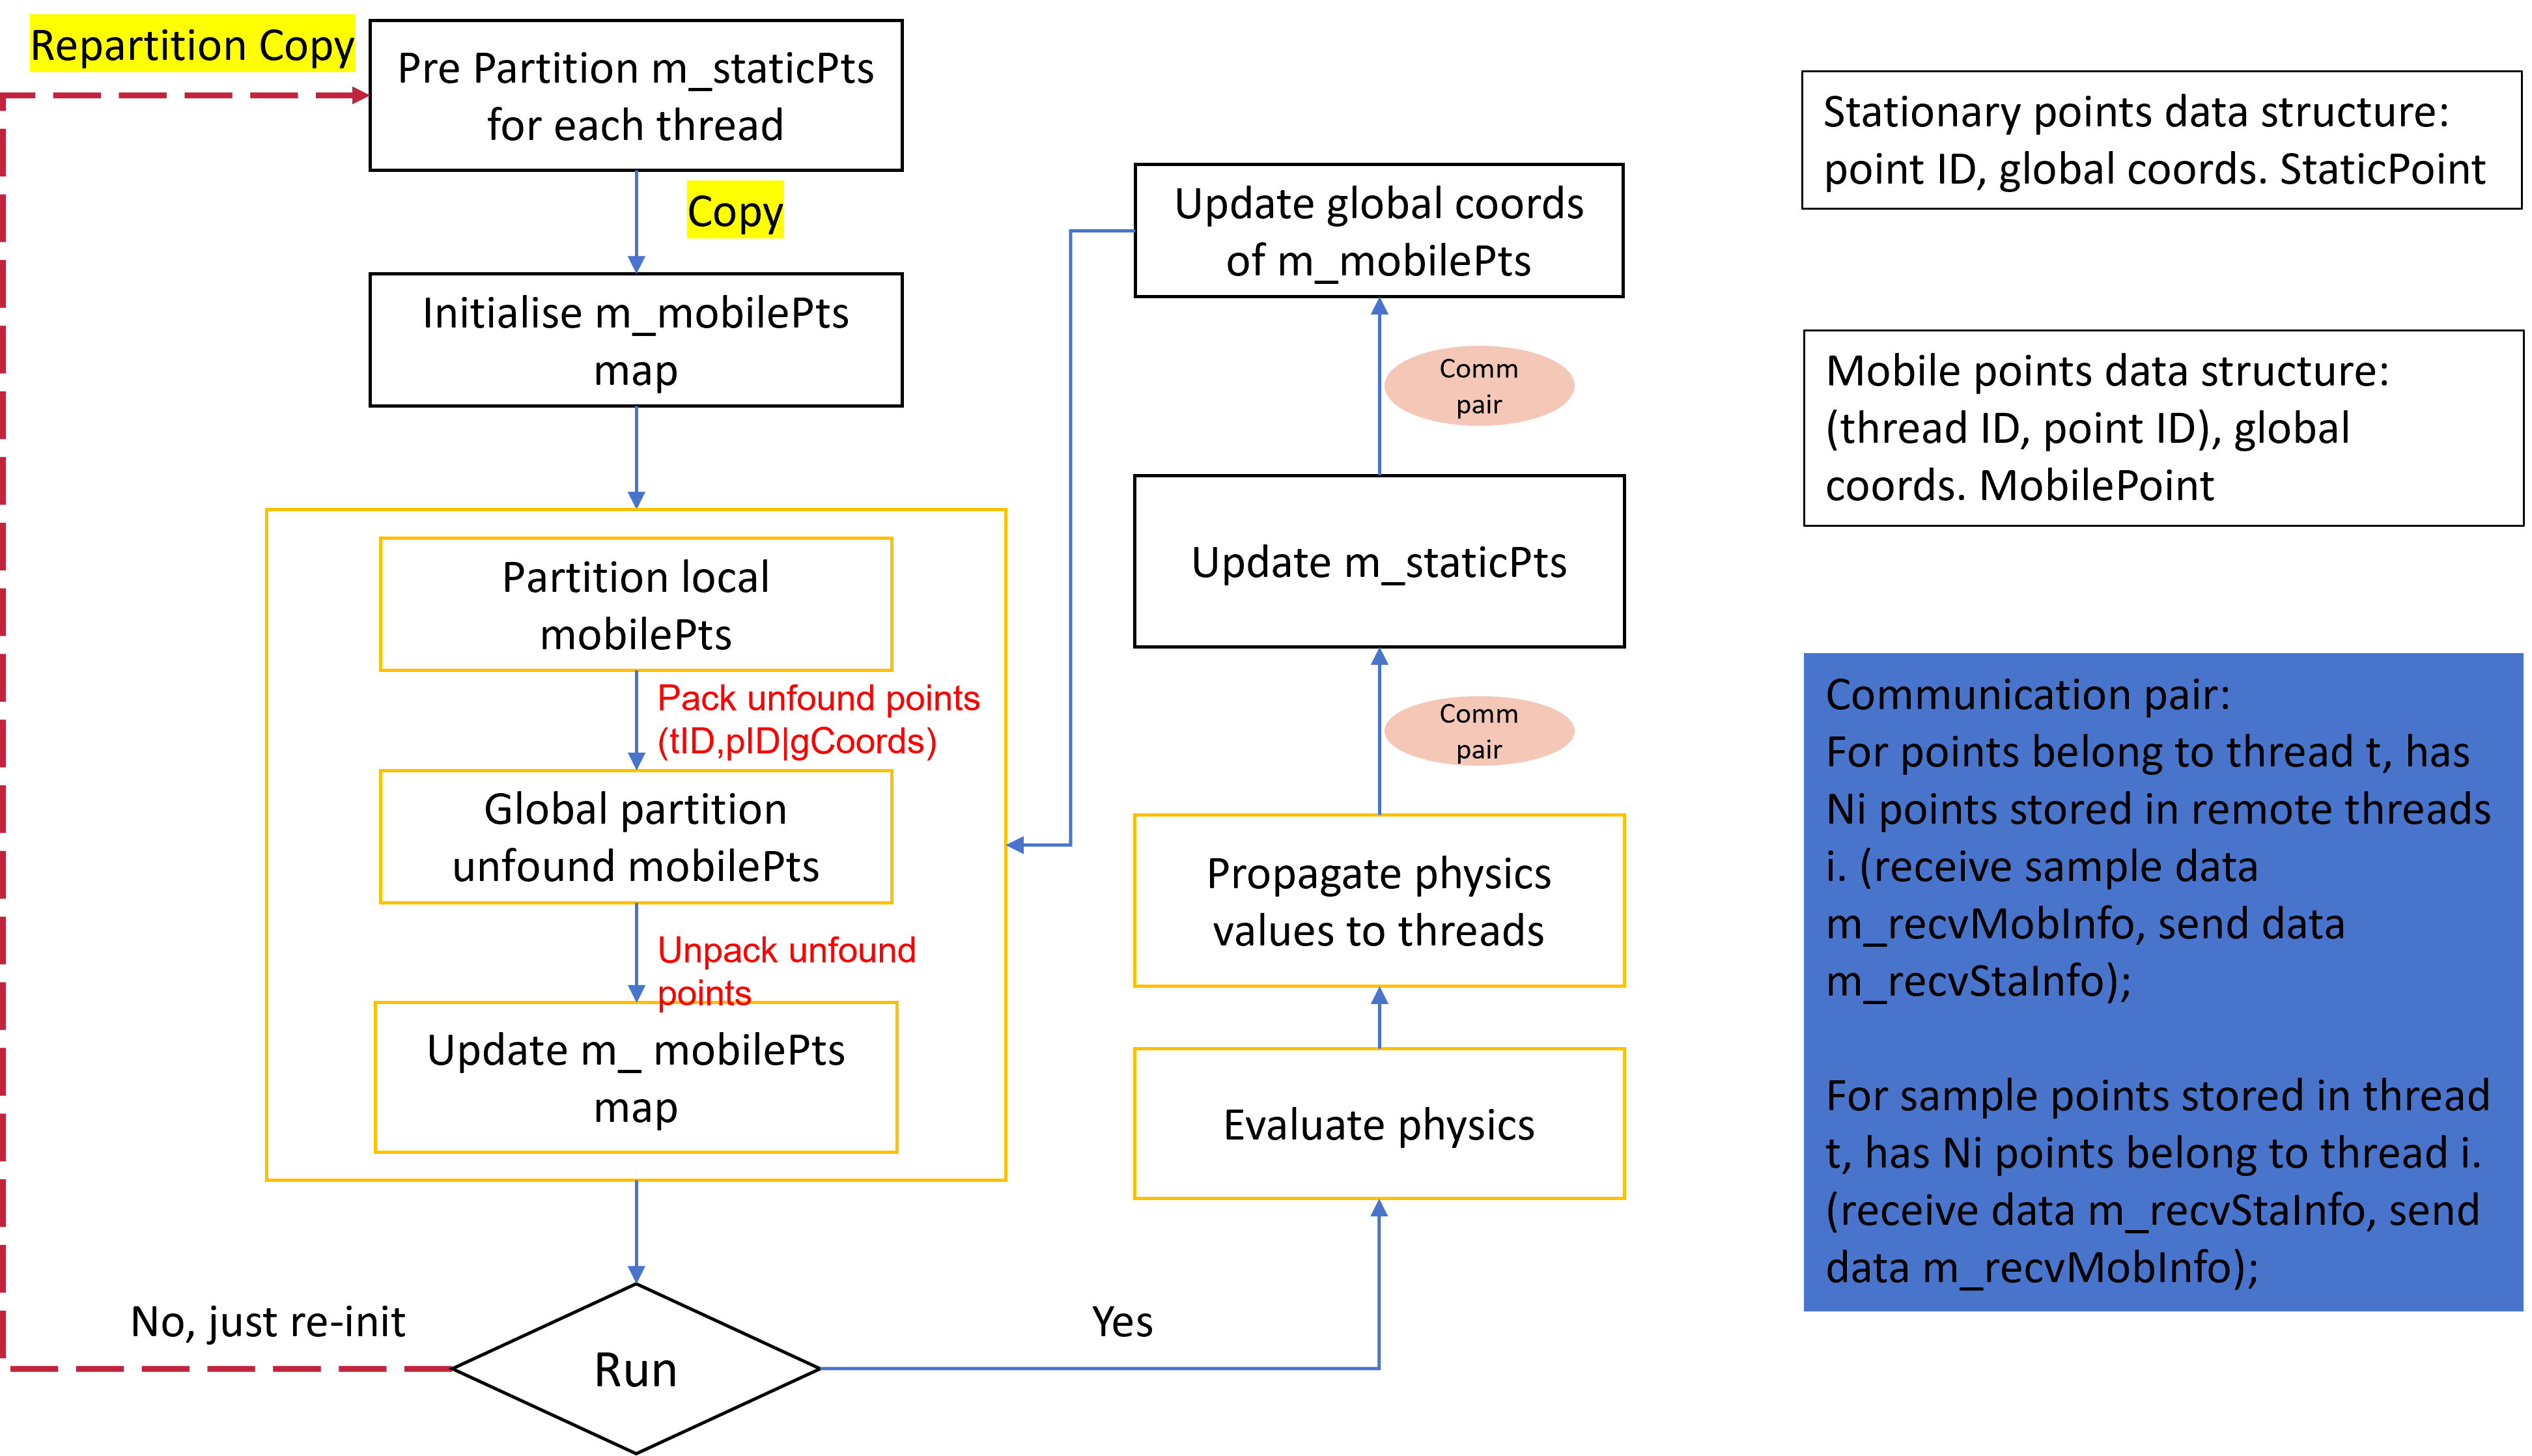 Repartition Copy
Pre Partition m_staticPts
for each thread
Copy
Initialise m_mobilePts
map
Partition local
mobilePts
Pack unfound points
(tID,pID|gCoords)
Global partition
unfound mobilePts
Unpack unfound
points
Update m_ mobilePts
map
No, just re-init
Run
Yes
Update global coords
of m_mobilePts
Comm
pair
Update m_staticPts
Comm
pair
Propagate physics
values to threads
Evaluate physics
Stationary points data structure:
point ID, global coords. StaticPoint
Mobile points data structure:
(thread ID, point ID), global
coords. MobilePoint
Communication pair:
For points belong to thread t, has
Ni points stored in remote threads
i. (receive sample data
m_recvMobInfo, send data
m_recvStaInfo);
For sample points stored in thread
t, has Ni points belong to thread i.
(receive data m_recvStaInfo, send
data m_recvMobInfo);